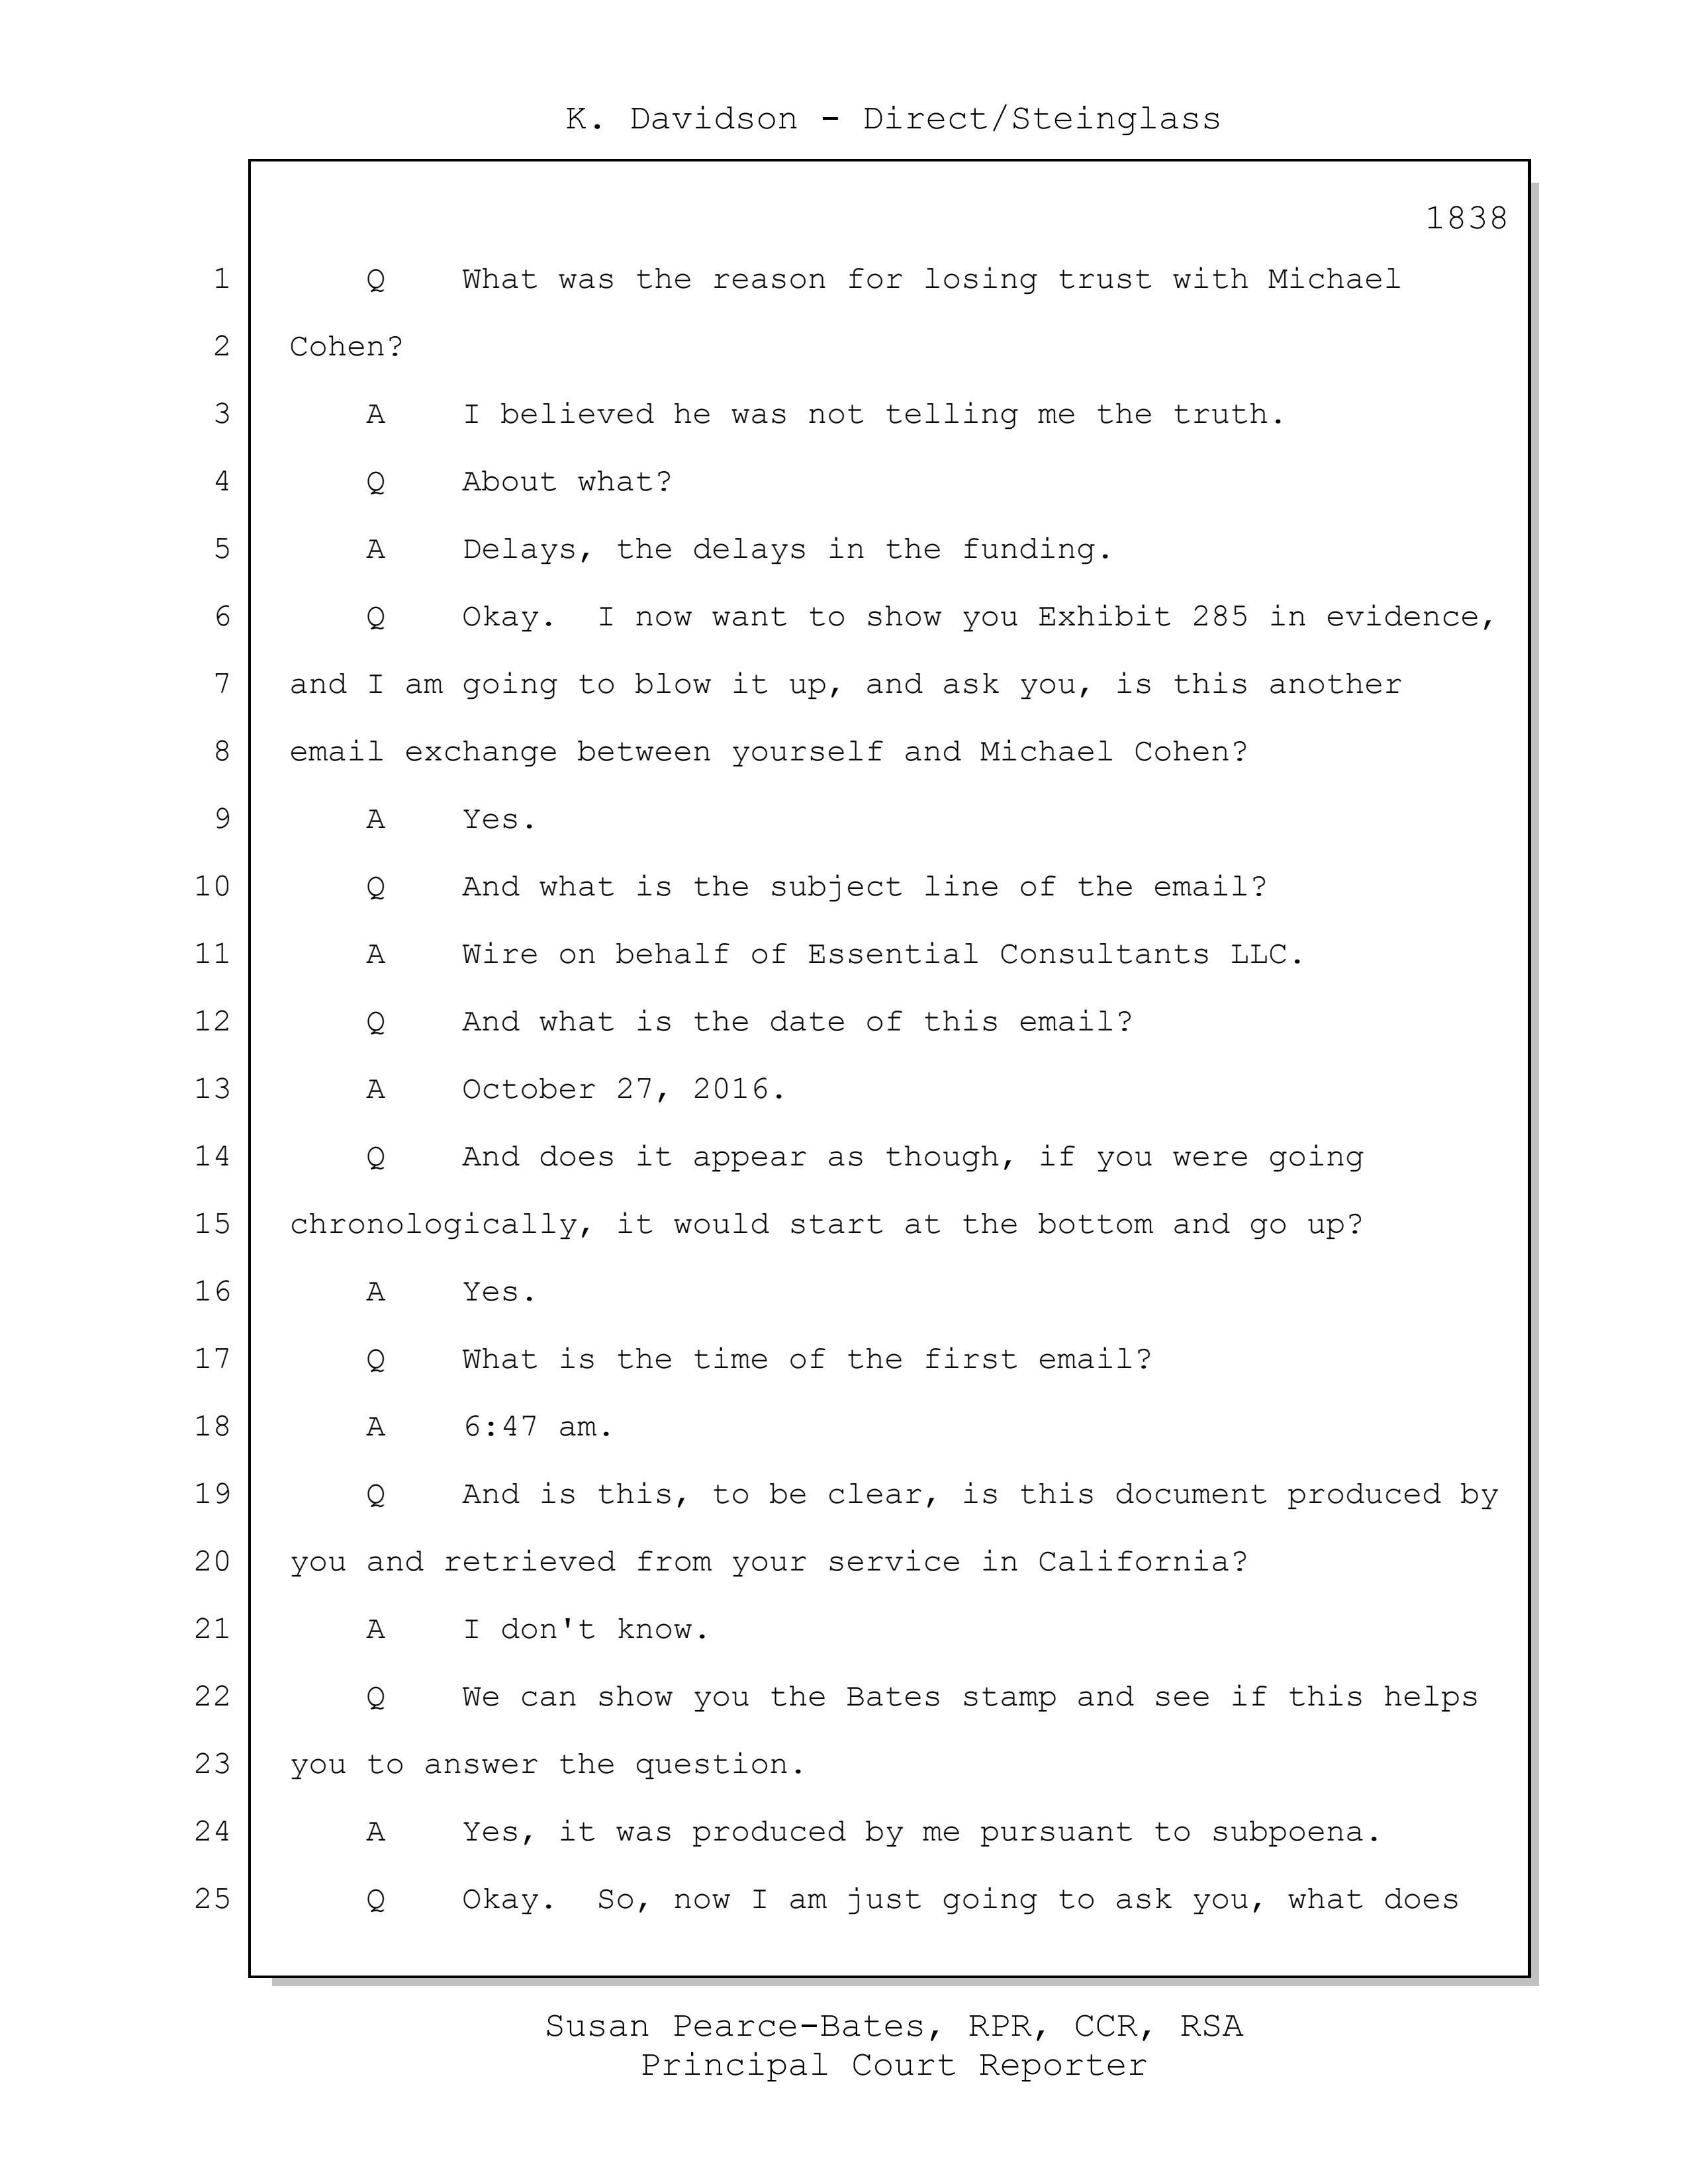 K. Davidson - Direct/Steinglass
1838
1 Q What was the reason for losing trust with Michael
2 Cohen?
3 A I believed he was not telling me the truth.
4 Q About what?
5 A Delays, the delays in the funding.
6 Q Okay. I now want to show you Exhibit 285 in evidence,
7 and I am going to blow it up, and ask you, is this another
8 email exchange between yourself and Michael Cohen?
9 A Yes.
10 Q And what is the subject line of the email?
11 A Wire on behalf of Essential Consultants LLC.
12 Q And what is the date of this email?
13 A October 27, 2016.
14 Q And does it appear as though, if you were going
15 chronologically, it would start at the bottom and go up?
16 A Yes.
17 Q What is the time of the first email?
18 A 6:47 am.
19 Q And is this, to be clear, is this document produced by
20 you and retrieved from your service in California?
21 A I don't know.
22 Q We can show you the Bates stamp and see if this helps
23 you to answer the question.
24 A Yes, it was produced by me pursuant to subpoena.
25 Q Okay. So, now I am just going to ask you, what does
Susan Pearce-Bates, RPR, CCR, RSA
Principal Court Reporter